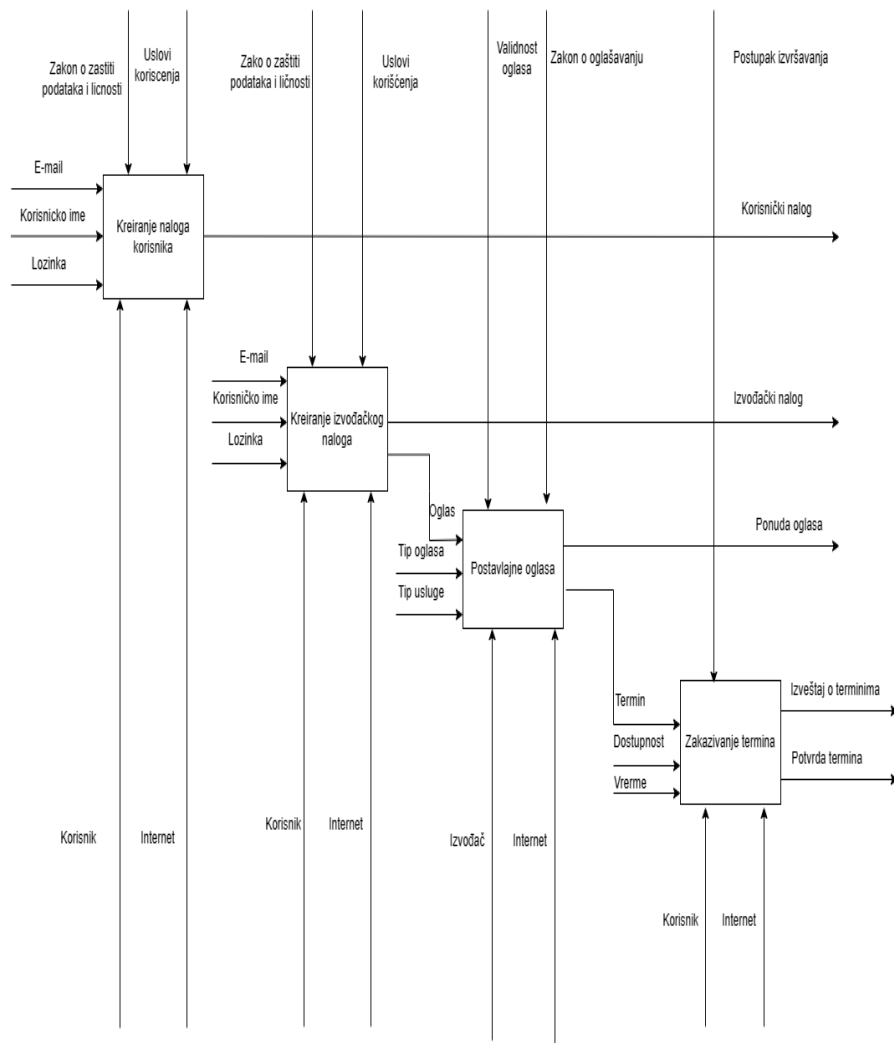 Zakon o zastiti
podataka i licnosti
Uslovi
koriscenja
Zako o zaštiti
podataka i ličnosti
Uslovi
korišćenja
Validnost
oglasa
Zakon o oglašavanju
Postupak izvršavanja
E-mail
Korisnicko ime
Lozinka
Kreiranje naloga
korisnika
Korisnički nalog
E-mail
Korisničko ime
Lozinka
Kreiranje izvođačkog
naloga
Izvođački nalog
Oglas
Tip oglasa
Tip usluge
Postavlajne oglasa
Ponuda oglasa
Termin
Dostupnost
Vrerme
Zakazivanje termina
Izveštaj o terminima
Potvrda termina
Korisnik
Internet
Korisnik
Internet
Izvođač
Internet
Korisnik
Internet